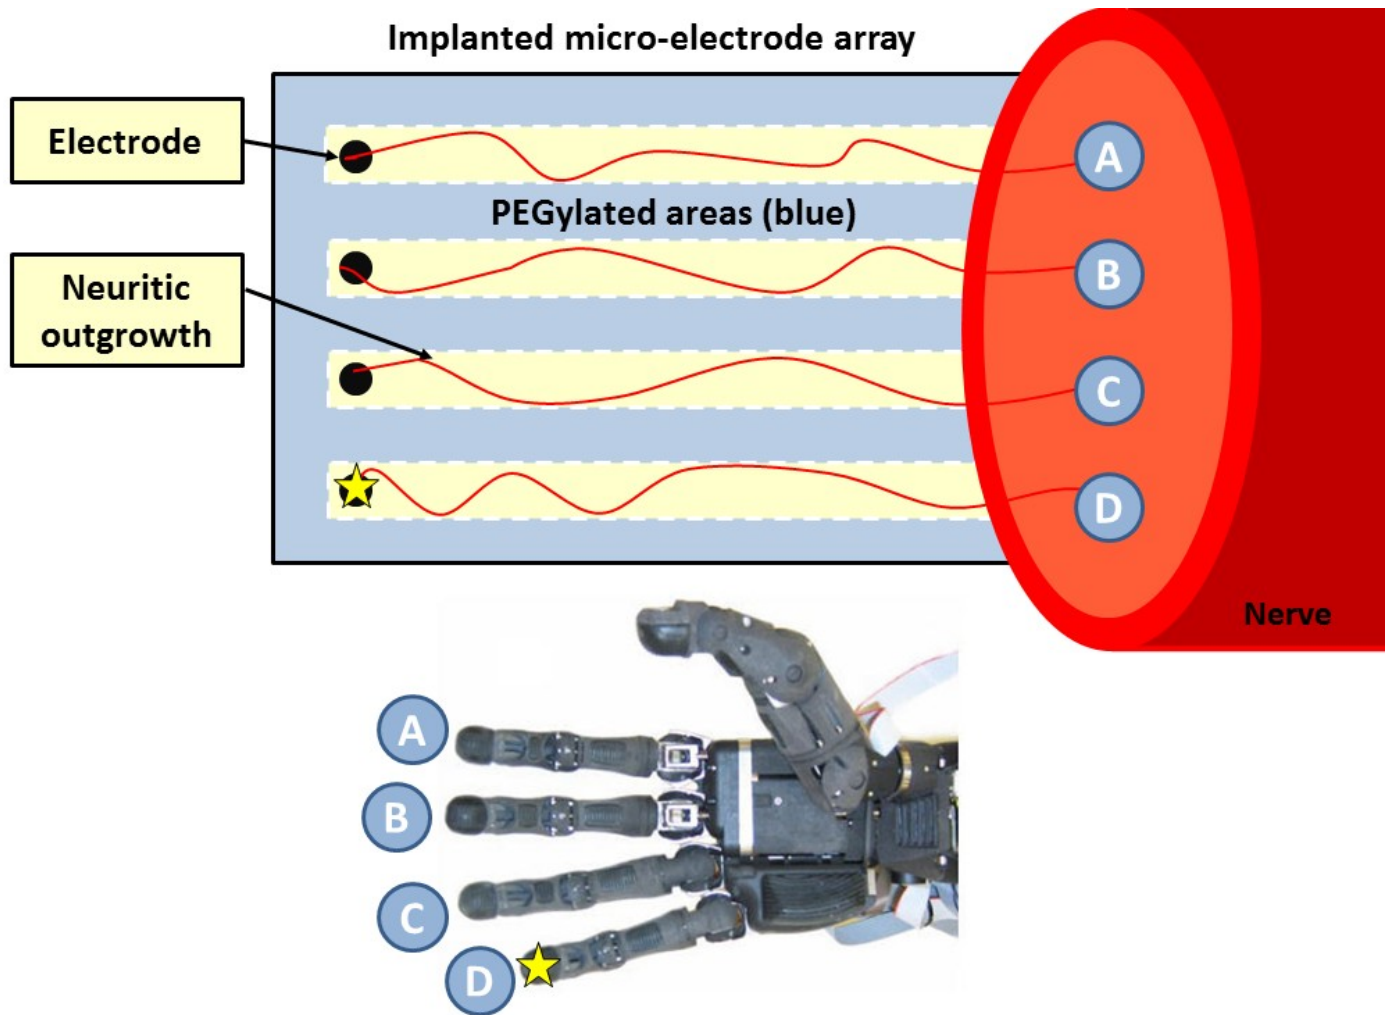 Implanted micro-electrode array
Electrode
A
PEGylated areas (blue)
B
Neuritic
outgrowth
C
D
Nerve
A
B
C
D